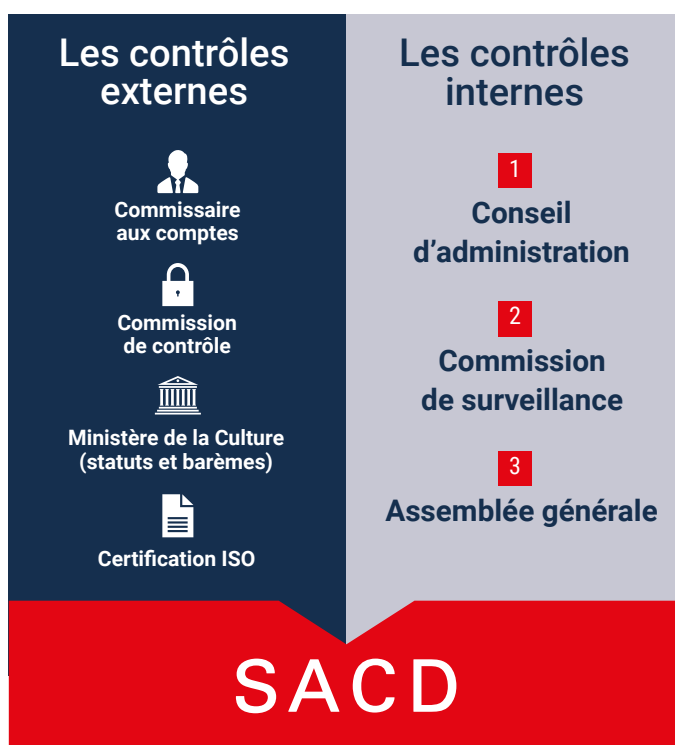 Les contrôles
externes
Commissaire
aux comptes
Commission
de contrôle
Ministère de la Culture
(statuts et barèmes)
Certification ISO
Les contrôles
internes
1
Conseil
d’administration
2
Commission
de surveillance
3
Assemblée générale
SACD